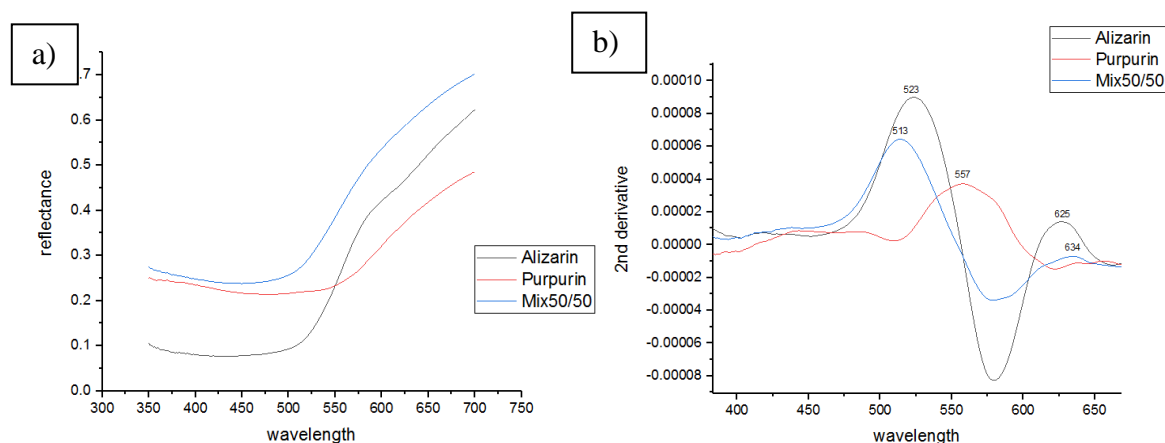 a)
.7
0.6
0.5
0.4
0.3
0.2
0.1
0.0
300 350 400 450 500 550 600 650 700 750
wavelength
reflectance
Alizarin
Purpurin
Mix50/50
b)
Alizarin
Purpurin
Mix50/50
0.00010
0.00008
0.00006
0.00004
0.00002
0.00000
-0.00002
-0.00004
-0.00006
-0.00008
400 450 500 550 600 650
wavelength
2nd derivative
523
513
557
625
634